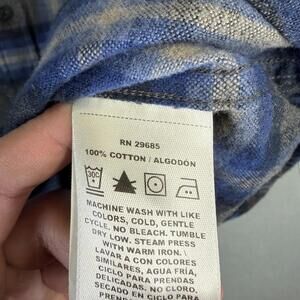 RN 29685
100% COTTON / ALGODÓN
30C
MACHINE WASH WITH LIKE
COLORS, COLD, GENTLE
CYCLE, NO BLEACH. TUMBLE
DRY LOW. STEAM PRESS
WITH WARM IRON. /
LAVAR A CON COLORES
SIMILARES, AGUA FRÍA,
CICLO PARA PRENDAS
DELICADAS, NO CLORO.
SECADO EN CICLO PARA